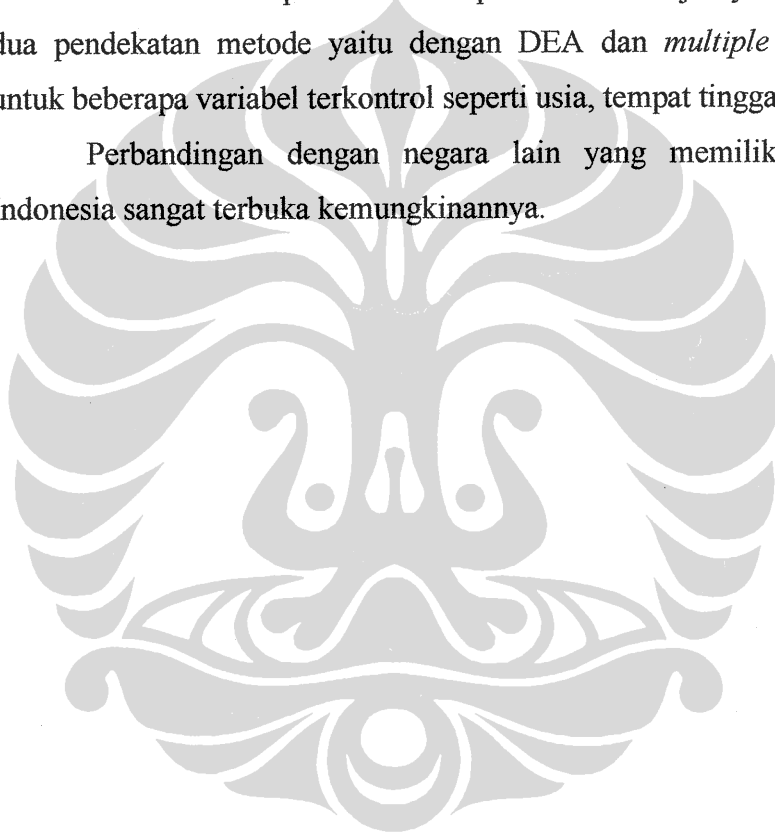 dua pendekatan metode yaitu dengan DEA dan multiple
untuk beberapa variabel terkontrol seperti usia, tempat tingga
Perbandingan dengan negara lain yang memilik
Indonesia sangat terbuka kemungkinannya.